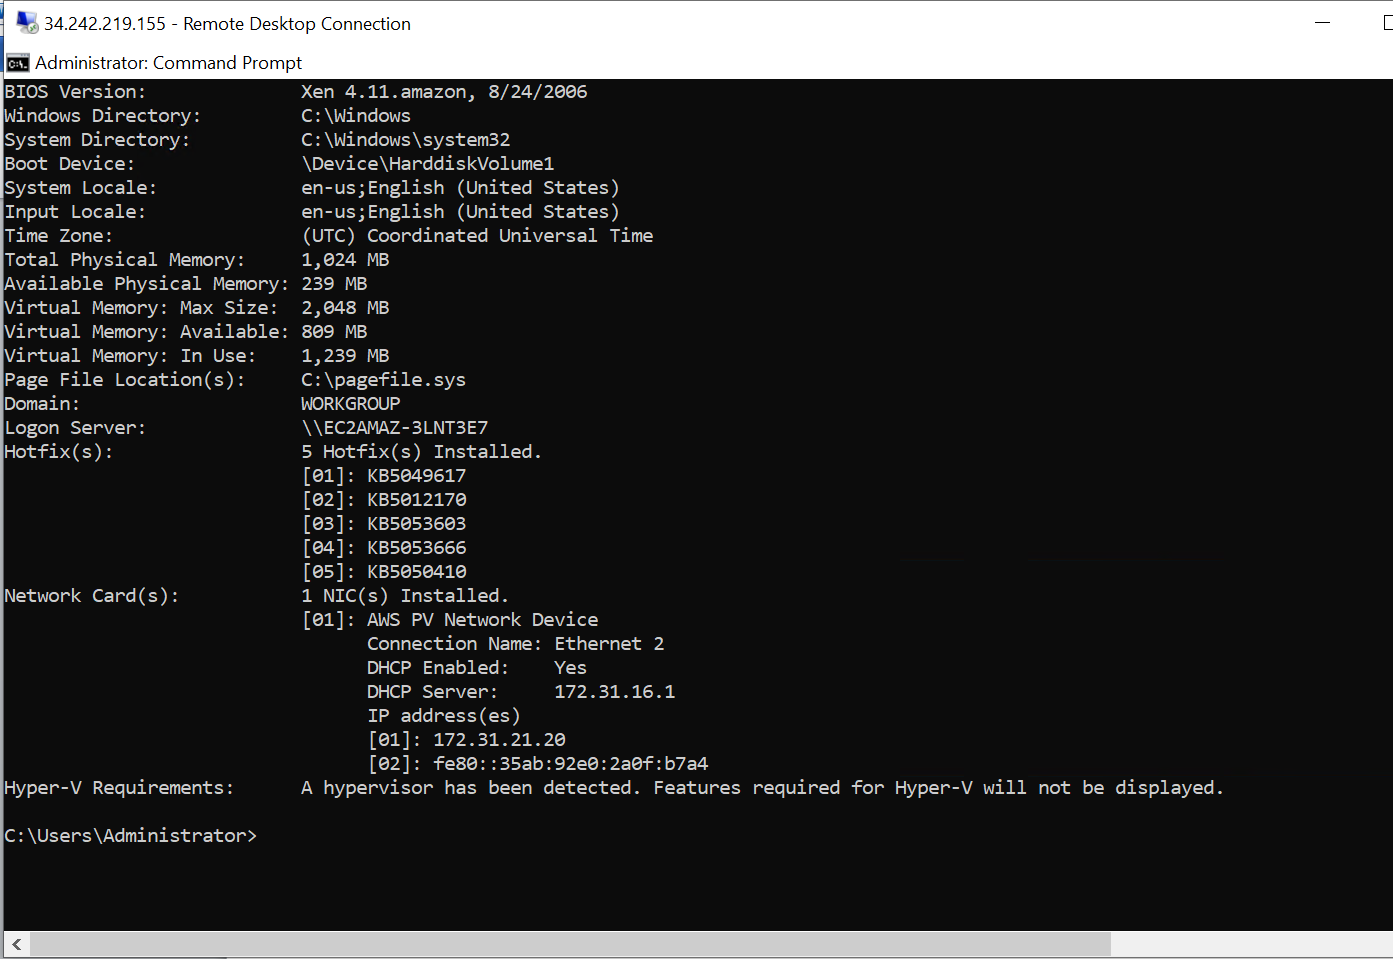 34.242.219.155 - Remote Desktop Connection
Administrator: Command Prompt
BIOS Version:              Xen 4.11.amazon, 8/24/2006
Windows Directory:         C:\Windows
System Directory:          C:\Windows\system32
Boot Device:               \Device\HarddiskVolume1
System Locale:             en-us;English (United States)
Input Locale:              en-us;English (United States)
Time Zone:                 (UTC) Coordinated Universal Time
Total Physical Memory:     1,024 MB
Available Physical Memory: 239 MB
Virtual Memory: Max Size:  2,048 MB
Virtual Memory: Available: 809 MB
Virtual Memory: In Use:    1,239 MB
Page File Location(s):     C:\pagefile.sys
Domain:                    WORKGROUP
Logon Server:              \\EC2AMAZ-3LNT3E7
Hotfix(s):                 5 Hotfix(s) Installed.
                           [01]: KB5049617
                           [02]: KB5012170
                           [03]: KB5053603
                           [04]: KB5053666
                           [05]: KB5050410
Network Card(s):           1 NIC(s) Installed.
                           [01]: AWS PV Network Device
                                 Connection Name: Ethernet 2
                                 DHCP Enabled:    Yes
                                 DHCP Server:     172.31.16.1
                                 IP address(es)
                                 [01]: 172.31.21.20
                                 [02]: fe80::35ab:92e0:2a0f:b7a4
Hyper-V Requirements:      A hypervisor has been detected. Features required for Hyper-V will not be displayed.
C:\Users\Administrator>